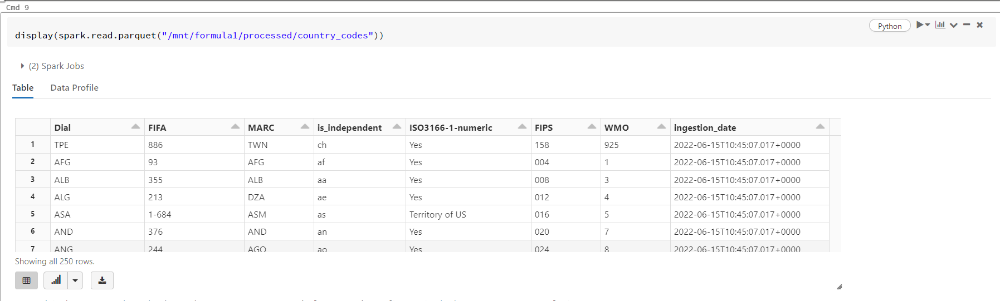 Cmd 9
Python
display(spark.read.parquet("/mnt/formula1/processed/country_codes"))
(2) Spark Jobs
Table Data Profile
Dial FIFA MARC is_independent ISO3166-1-numeric FIPS WMO ingestion_date
1 TPE 886 TWN ch Yes 158 925 2022-06-15T10:45:07.017+0000
2 AFG 93 AFG af Yes 004 1 2022-06-15T10:45:07.017+0000
3 ALB 355 ALB aa Yes 008 3 2022-06-15T10:45:07.017+0000
4 ALG 213 DZA ae Yes 012 4 2022-06-15T10:45:07.017+0000
5 ASA 1-684 ASM as Territory of US 016 5 2022-06-15T10:45:07.017+0000
6 AND 376 AND an Yes 020 7 2022-06-15T10:45:07.017+0000
7 ANG 244 AGO ao Yes 024 8 2022-06-15T10:45:07.017+0000
Showing all 250 rows.